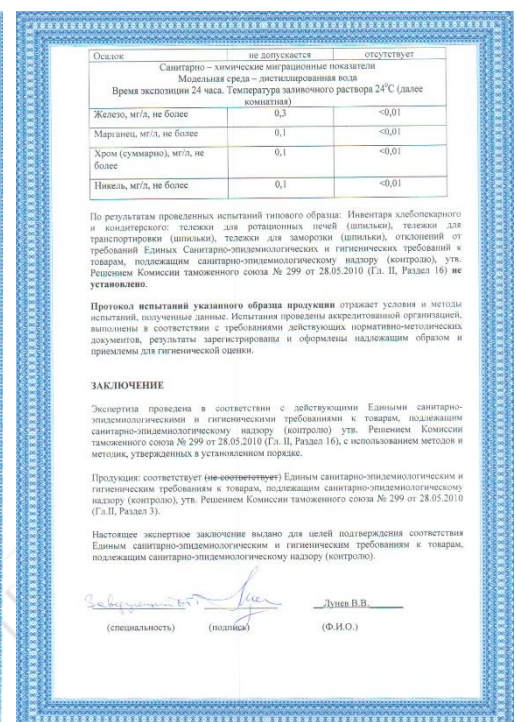 Осадок не допускается отсутствует
Санитарно – химические миграционные показатели
Модельная среда – дистиллированная вода
Время экспозиции 24 часа. Температура заливочного раствора 24°С (далее
комнатная)
Железо, мг/л, не более 0,3 <0,01
Марганец, мг/л, не более 0,1 <0,01
Хром (суммарно), мг/л, не 0,1 <0,01
более
Никель, мг/л, не более 0,1 <0,01
По результатам проведенных испытаний типового образца: Инвентаря хлебопекарного
и кондитерского: тележки для ротационных печей (шпильки), тележки для
транспортировки (шпильки), тележки для заморозки (шпильки), отклонений от
требований Единых Санитарно-эпидемиологических и гигиенических требований к
товарам, подлежащим санитарно-эпидемиологическому надзору (контролю), утв.
Решением Комиссии таможенного союза № 299 от 28.05.2010 (Гл. II, Раздел 16) не
установлено.
Протокол испытаний указанного образца продукции отражает условия и методы
испытаний, полученные данные. Испытания проведены аккредитованной организацией,
выполнены в соответствии с требованиями действующих нормативно-методических
документов, результаты зарегистрированы и оформлены надлежащим образом и
приемлемы для гигиенической оценки.
ЗАКЛЮЧЕНИЕ
Экспертиза проведена в соответствии с действующими Едиными санитарно-
эпидемиологическими и гигиеническими требованиями к товарам, подлежащим
санитарно-эпидемиологическому надзору (контролю) утв. Решением Комиссии
таможенного союза № 299 от 28.05.2010 (Гл. II, Раздел 16), с использованием методов и
методик, утвержденных в установленном порядке.
Продукция: соответствует (не соответствует) Единым санитарно-эпидемиологическим и
гигиеническим требованиям к товарам, подлежащим санитарно-эпидемиологическому
надзору (контролю), утв. Решением Комиссии таможенного союза № 299 от 28.05.2010
(Гл.II, Раздел 3).
Настоящее экспертное заключение выдано для целей подтверждения соответствия
Единым санитарно-эпидемиологическим и гигиеническим требованиям к товарам,
подлежащим санитарно-эпидемиологическому надзору (контролю).
Лунев В.В.
(специальность) (подпись) (Ф.И.О.)